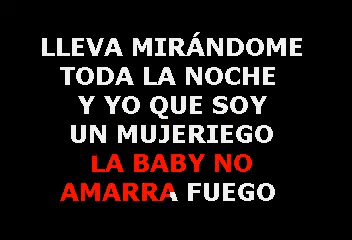 LLEVA MIRÁNDOME
TODA LA NOCHE
Y YO QUE SOY
UN MUJERIEGO
LA BABY NO
AMARRA FUEGO